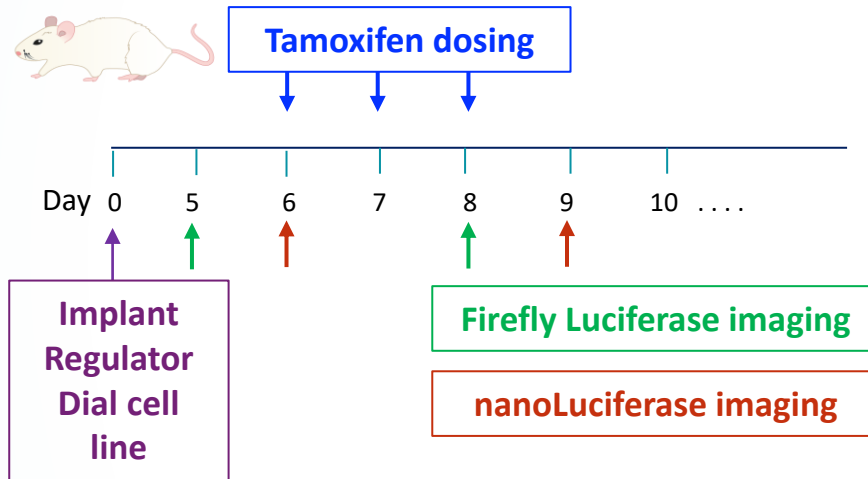 Tamoxifen dosing
Day 0 5 6 7 8 9 10 . . . .
Implant
Regulator
Dial cell
line
Firefly Luciferase imaging
nanoLuciferase imaging